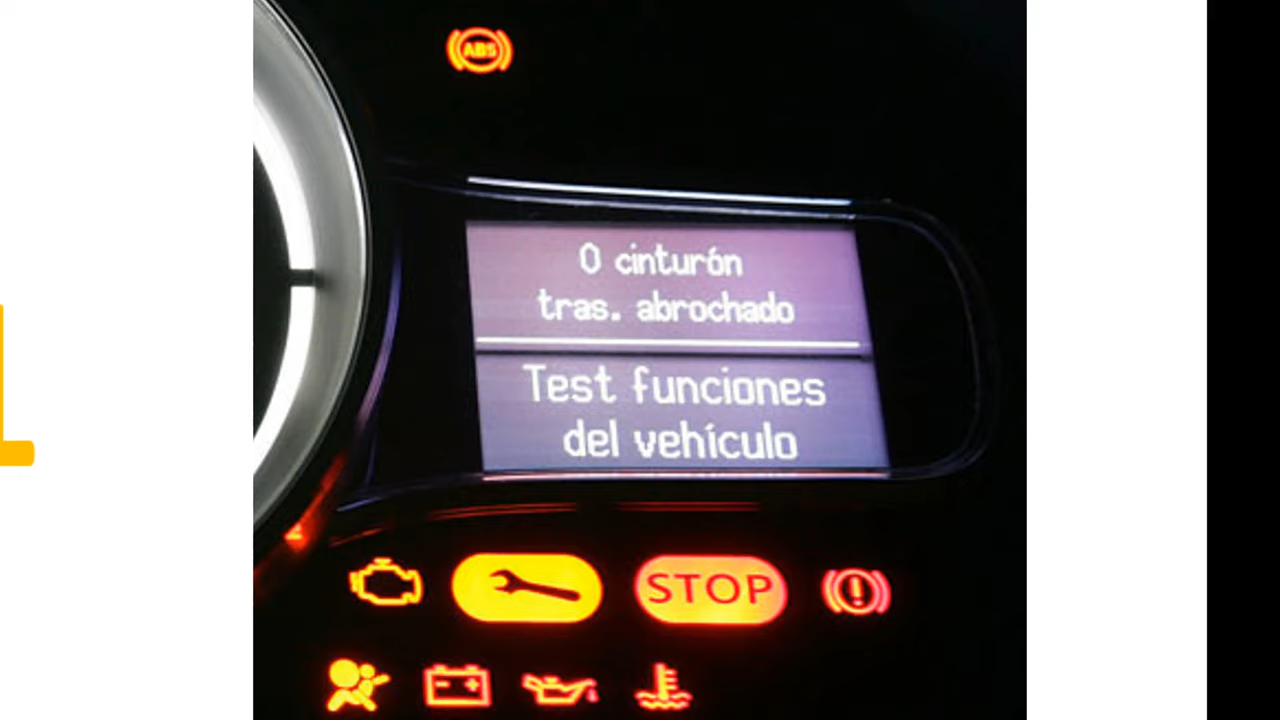 ABS
0 cinturón
tras. abrochado
Test funciones
del vehículo
STOP